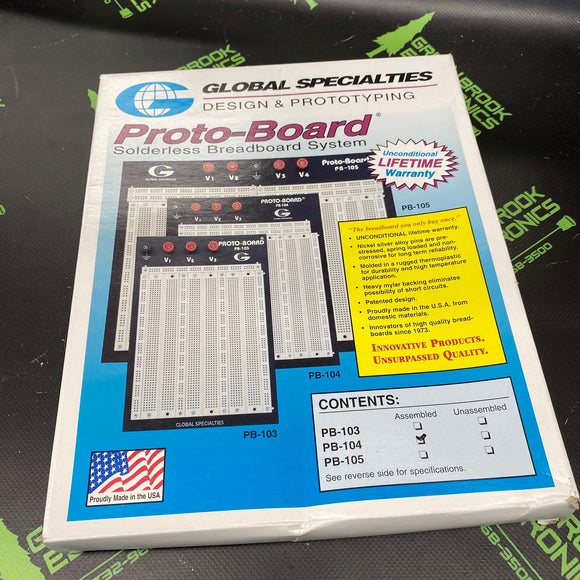 GLOBAL SPECIALTIES
DESIGN & PROTOTYPING
Proto-Board®
Solderless Breadboard System
Unconditional
LIFETIME
Warranty
V1 V2 V3 V4
Proto-Board
PB-105
PB-105
V1 V2 V3
PROTO-BOARD
PB-104
PB-104
V1 V2 V3
PROTO-BOARD
PB-103
GLOBAL SPECIALTIES
PB-103
"The breadboard you only buy once."
• UNCONDITIONAL lifetime warranty.
• Nickel silver alloy pins are pre-
stressed, spring loaded and non-
corrosive for long term reliability.
• Molded in a rugged thermoplastic
for durability and high temperature
application.
• Heavy mylar backing eliminates
possibility of short circuits.
• Patented design.
• Proudly made in the U.S.A. from
domestic materials.
• Innovators of high quality bread-
boards since 1973.
INNOVATIVE PRODUCTS.
UNSURPASSED QUALITY.
CONTENTS:
Assembled Unassembled
PB-103
PB-104
PB-105
See reverse side for specifications.
Proudly Made in the USA